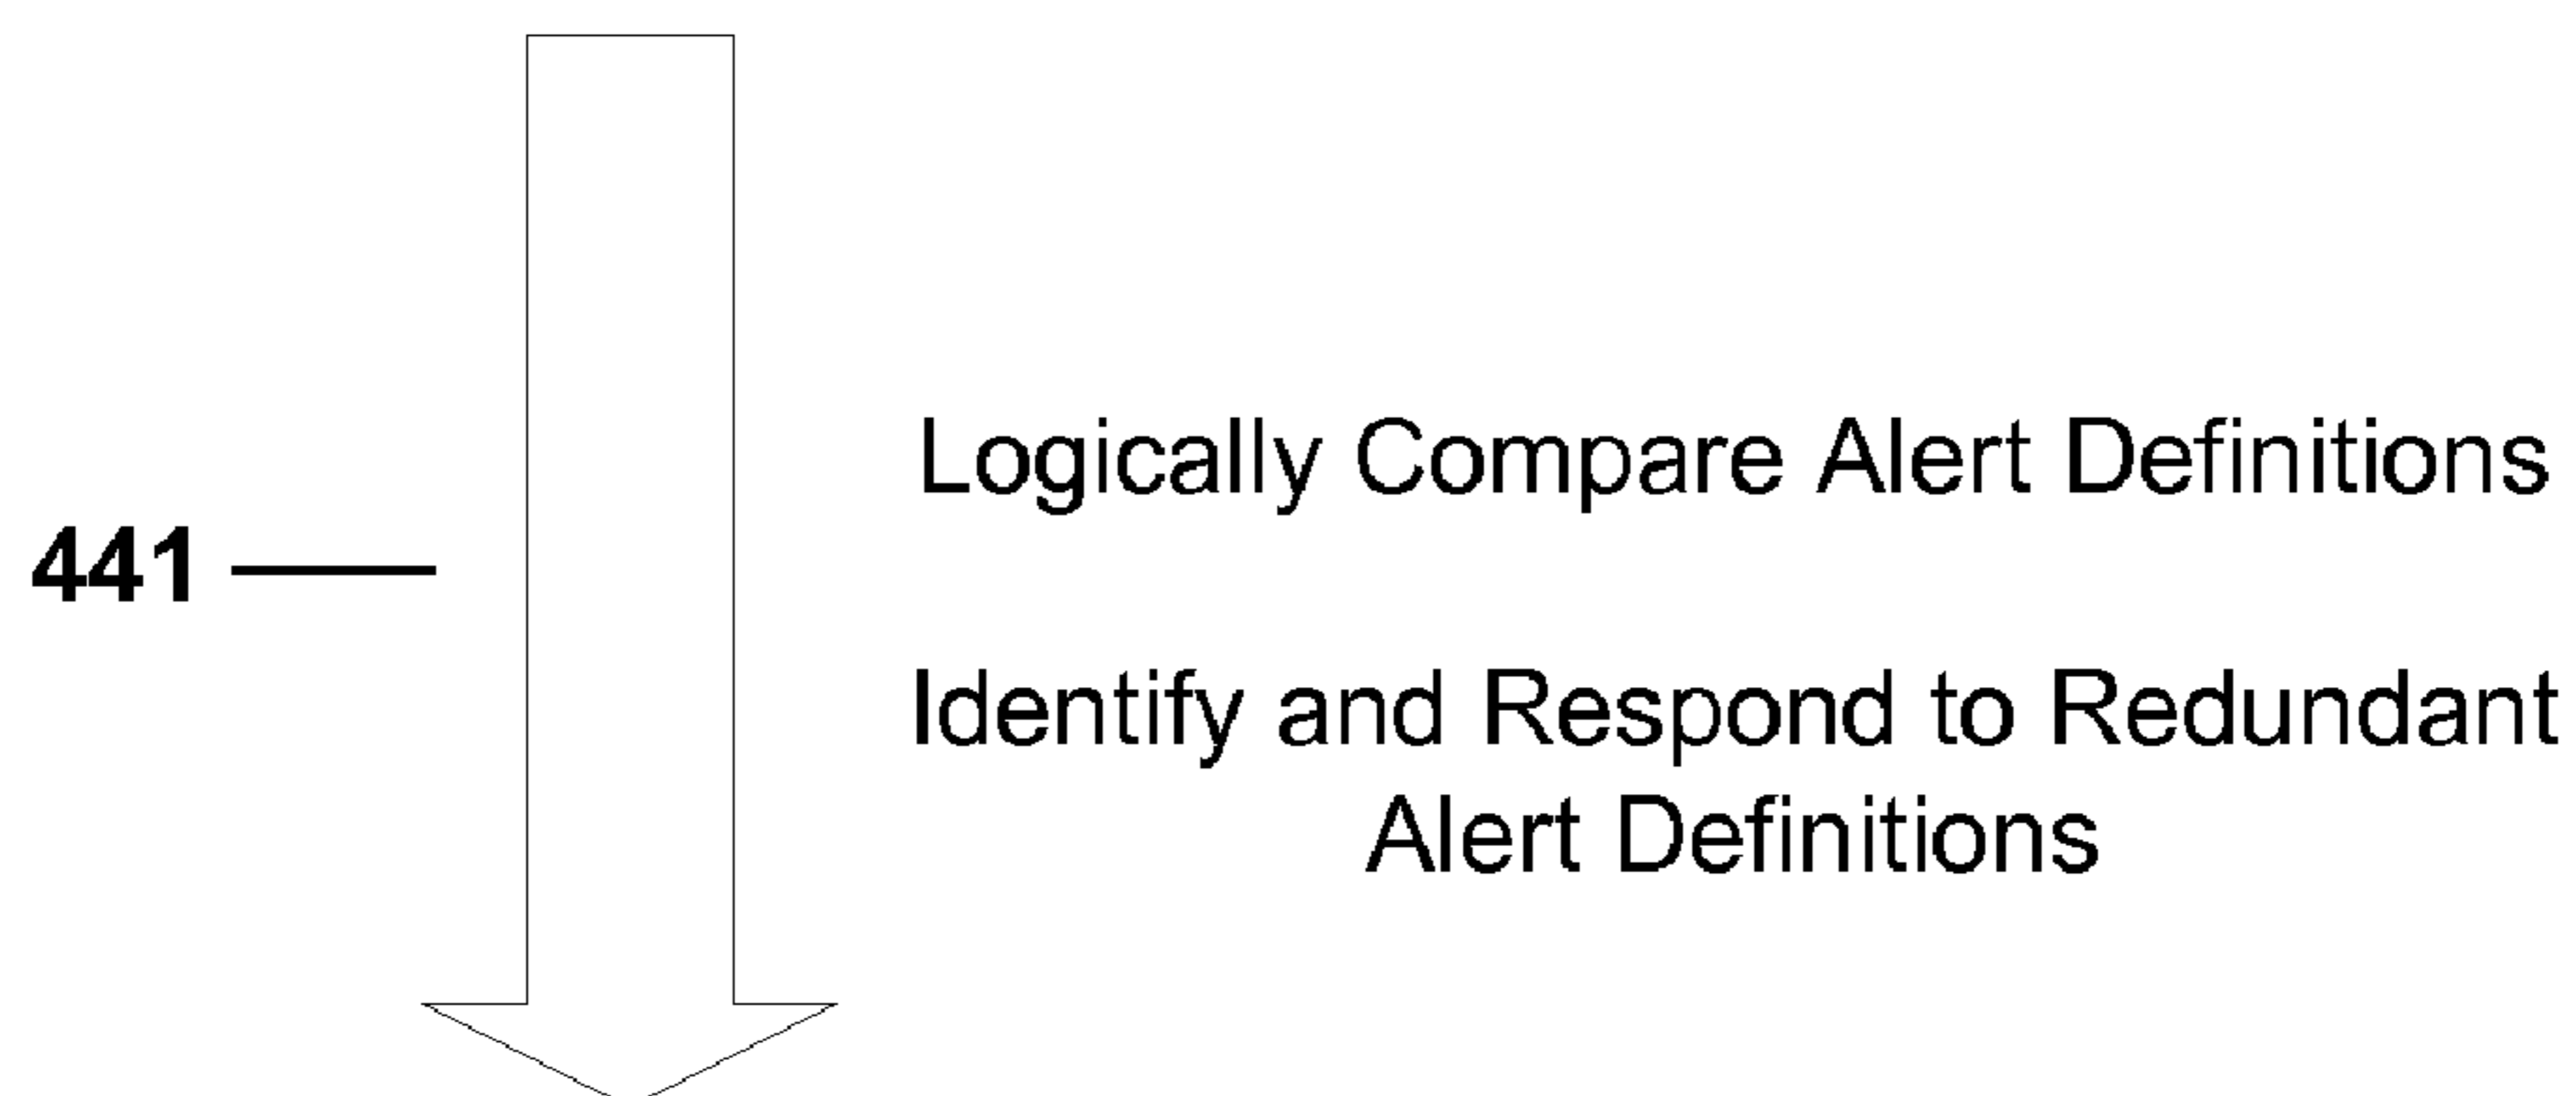 Logically Compare Alert Definitions
441
Identify and Respond to Redundant
Alert Definitions